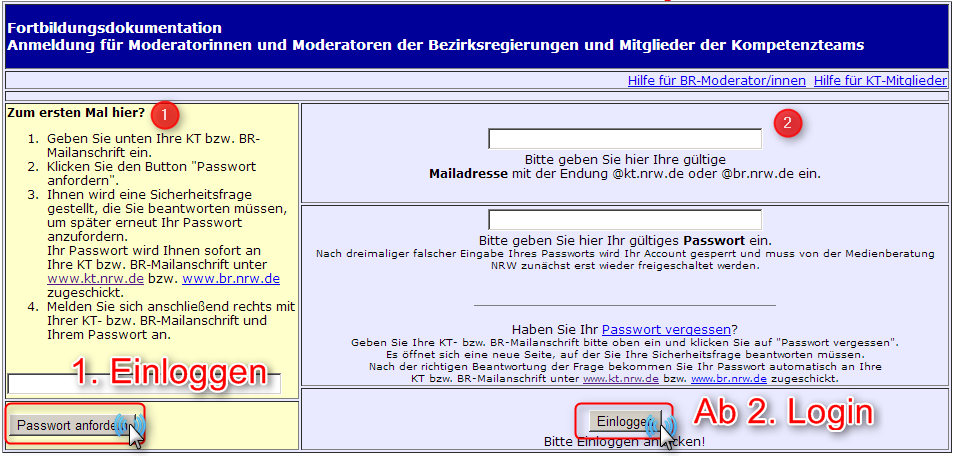 Fortbildungsdokumentation
Anmeldung für Moderatorinnen und Moderatoren der Bezirksregierungen und Mitglieder der Kompetenzteams
Hilfe für BR-Moderator/innen Hilfe für KT-Mitglieder
Zum ersten Mal hier? 1
1. Geben Sie unten Ihre KT bzw. BR-
Mailanschrift ein.
2. Klicken Sie den Button "Passwort
anfordern".
3. Ihnen wird eine Sicherheitsfrage
gestellt, die Sie beantworten müssen,
um später erneut Ihr Passwort
anzufordern.
Ihr Passwort wird Ihnen sofort an
Ihre KT bzw. BR-Mailanschrift unter
www.kt.nrw.de bzw. www.br.nrw.de
zugeschickt.
4. Melden Sie sich anschließend rechts mit
Ihrer KT- bzw. BR-Mailanschrift und
Ihrem Passwort an.
1. Einloggen
Passwort anfordern
2
Bitte geben Sie hier Ihre gültige
Mailadresse mit der Endung @kt.nrw.de oder @br.nrw.de ein.
Bitte geben Sie hier Ihr gültiges Passwort ein.
Nach dreimaliger falscher Eingabe Ihres Passworts wird Ihr Account gesperrt und muss von der Medienberatung
NRW zunächst erst wieder freigeschaltet werden.
Haben Sie Ihr Passwort vergessen?
Geben Sie Ihre KT- bzw. BR-Mailanschrift bitte oben ein und klicken Sie auf "Passwort vergessen".
Es öffnet sich eine neue Seite, auf der Sie Ihre Sicherheitsfrage beantworten müssen.
Nach der richtigen Beantwortung der Frage bekommen Sie Ihr Passwort automatisch an Ihre
KT bzw. BR-Mailanschrift unter www.kt.nrw.de bzw. www.br.nrw.de zugeschickt.
Einloggen
Ab 2. Login
Bitte Einloggen anklicken!